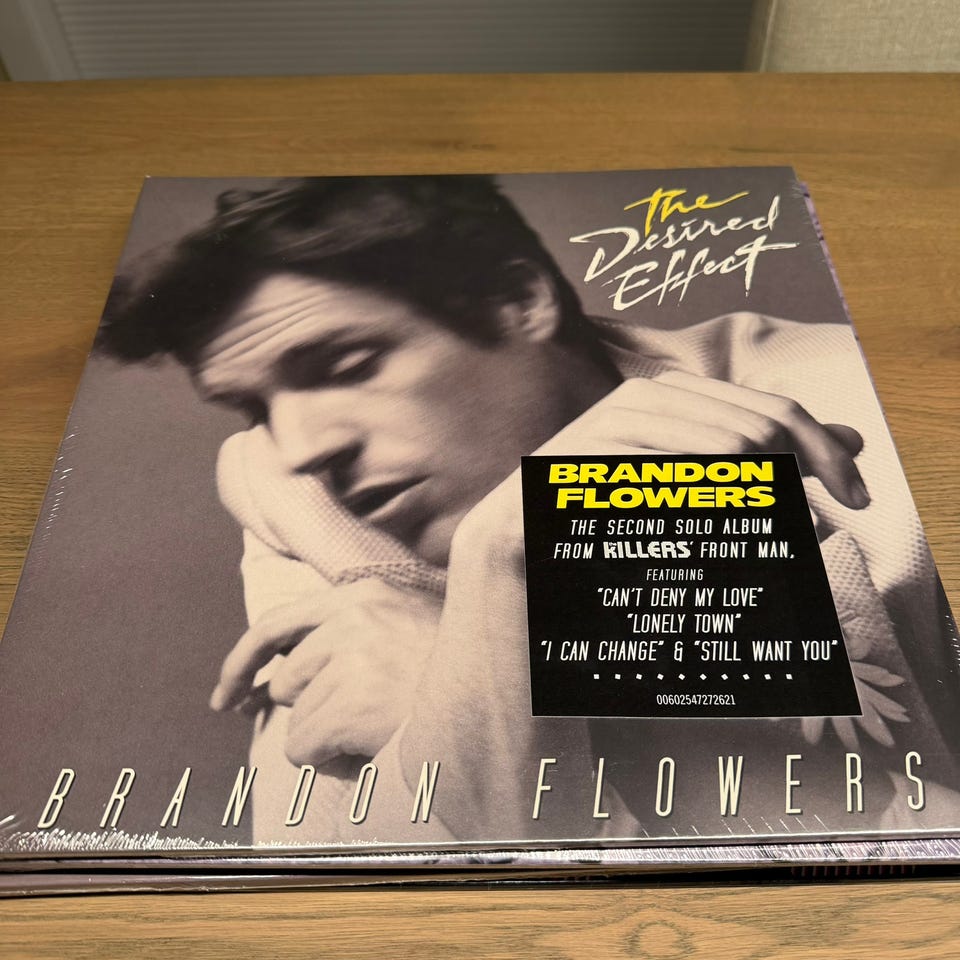 the
Desired
Effect
BRANDON
FLOWERS
THE SECOND SOLO ALBUM
FROM THE KILLERS' FRONT MAN,
FEATURING
"CAN'T DENY MY LOVE"
"LONELY TOWN"
"I CAN CHANGE" & "STILL WANT YOU"
00602547272621
BRANDON FLOWERS